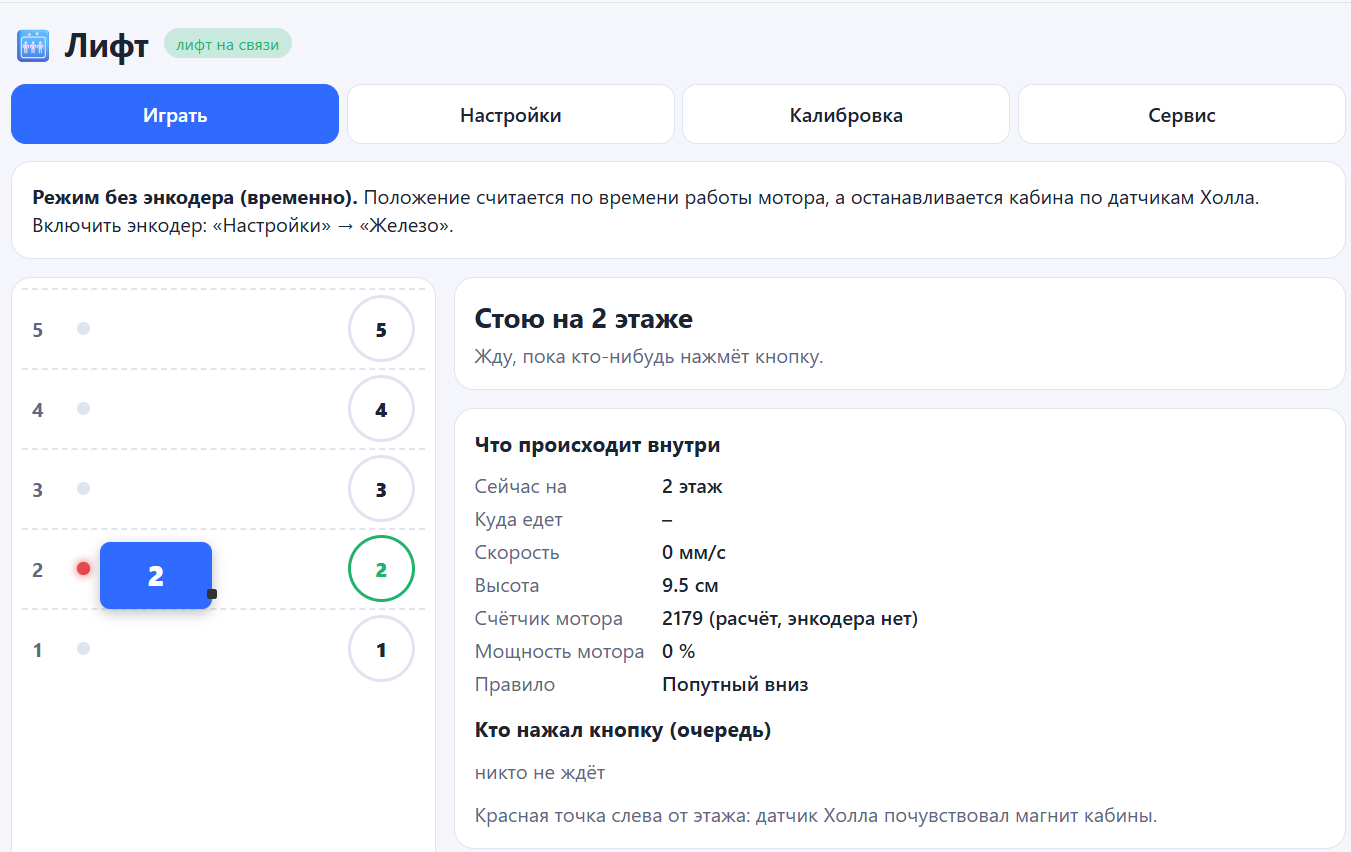 Лифт
лифт на связи
Играть
Настройки
Калибровка
Сервис
Режим без энкодера (временно). Положение считается по времени работы мотора, а останавливается кабина по датчикам Холла.
Включить энкодер: «Настройки» → «Железо».
5
5
4
4
3
3
2
2
2
1
1
Стою на 2 этаже
Жду, пока кто-нибудь нажмёт кнопку.
Что происходит внутри
Сейчас на 2 этаж
Куда едет –
Скорость 0 мм/с
Высота 9.5 см
Счётчик мотора 2179 (расчёт, энкодера нет)
Мощность мотора 0 %
Правило Попутный вниз
Кто нажал кнопку (очередь)
никто не ждёт
Красная точка слева от этажа: датчик Холла почувствовал магнит кабины.